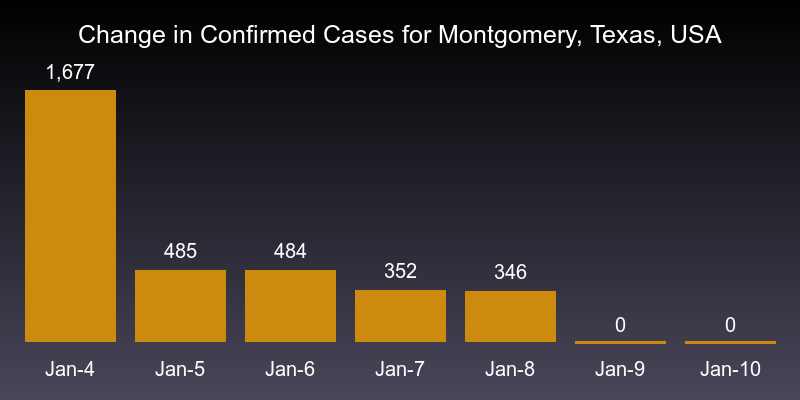 Change in Confirmed Cases for Montgomery, Texas, USA
1,677
485
484
352
346
0
0
Jan-4
Jan-5
Jan-6
Jan-7
Jan-8
Jan-9
Jan-10